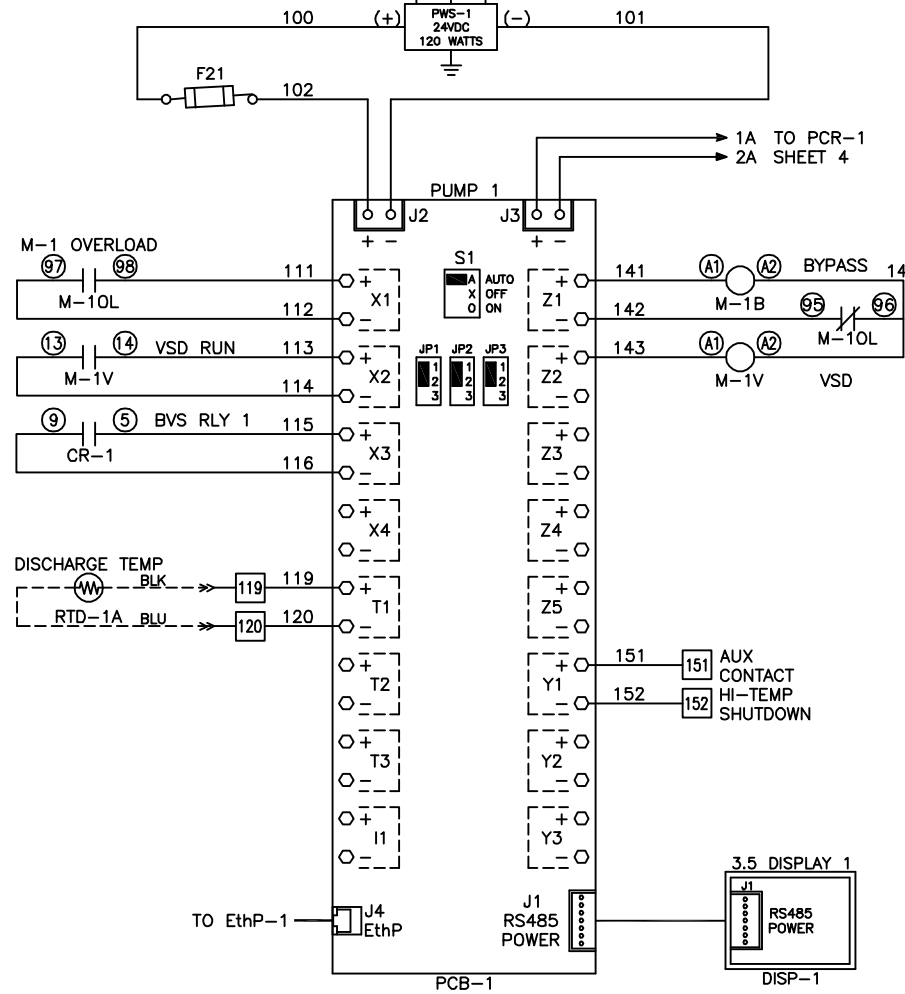 100 (+) PWS-1 (-) 101
24VDC
120 WATTS
F21
102
1A TO PCR-1
2A SHEET 4
PUMP 1
J2 J3
+ - + -
M-1 OVERLOAD
97 98 111
M-1OL
112
+ X1 -
13 14 VSD RUN 113
M-1V
114
+ X2 -
9 5 BVS RLY 1 115
CR-1
116
+ X3 -
+ X4 -
DISCHARGE TEMP
BLK 119 119
RTD-1A BLU 120 120
+ T1 -
+ T2 -
+ T3 -
+ I1 -
TO EthP-1
J4
EthP
S1
A AUTO
X OFF
O ON
JP1 JP2 JP3
1 1 1
2 2 2
3 3 3
141 A1 A2 BYPASS 14
M-1B
142 95 96
M-1OL
+ Z1 -
143 A1 A2
M-1V VSD
+ Z2 -
+ Z3 -
+ Z4 -
+ Z5 -
151 151 AUX
CONTACT
152 152 HI-TEMP
SHUTDOWN
+ Y1 -
+ Y2 -
+ Y3 -
J1
RS485
POWER
PCB-1
3.5 DISPLAY 1
J1
RS485
POWER
DISP-1